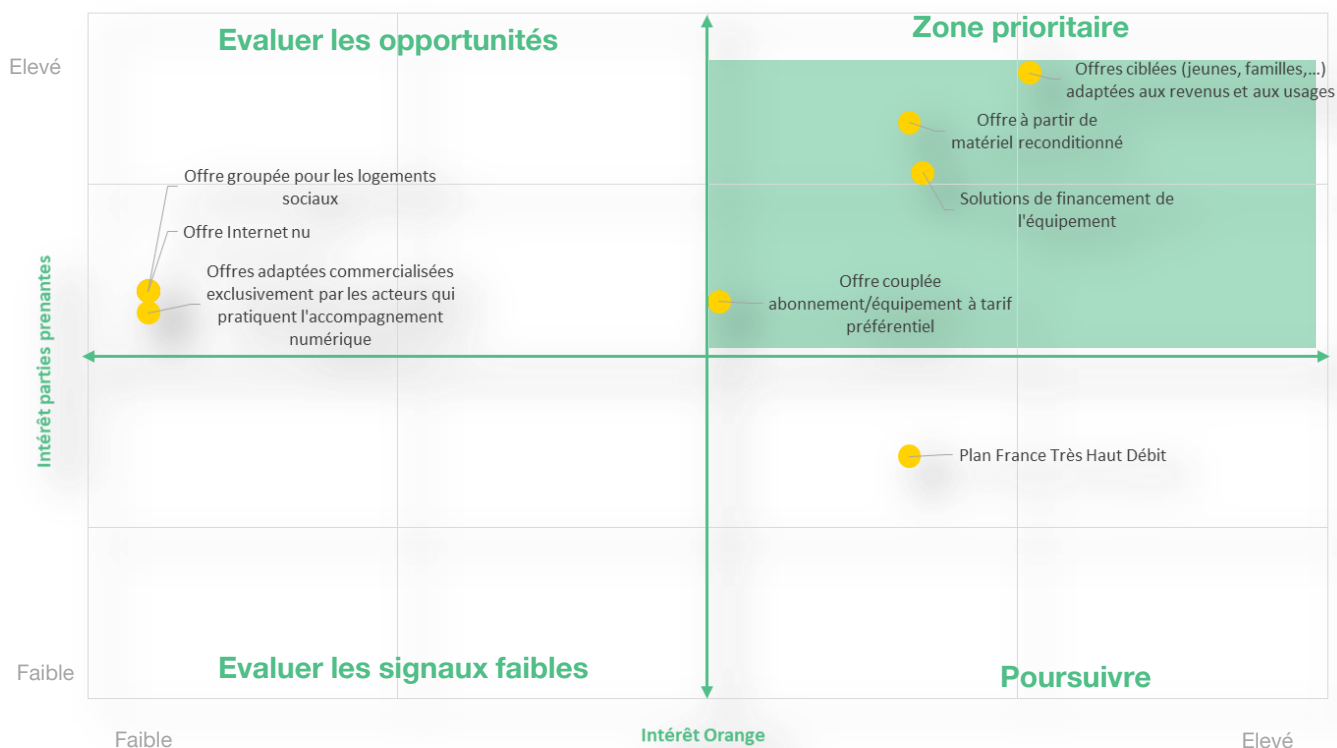 Evaluer les opportunités
Zone prioritaire
Elevé
Offres ciblées (jeunes, familles,...)
adaptées aux revenus et aux usages
Offre à partir de
matériel reconditionné
Offre groupée pour les logements
sociaux
Solutions de financement de
l'équipement
Offre Internet nu
Offres adaptées commercialisées
exclusivement par les acteurs qui
pratiquent l'accompagnement
numérique
Offre couplée
abonnement/équipement à tarif
préférentiel
Intérêt parties prenantes
Plan France Très Haut Débit
Evaluer les signaux faibles
Poursuivre
Faible
Faible
Intérêt Orange
Elevé